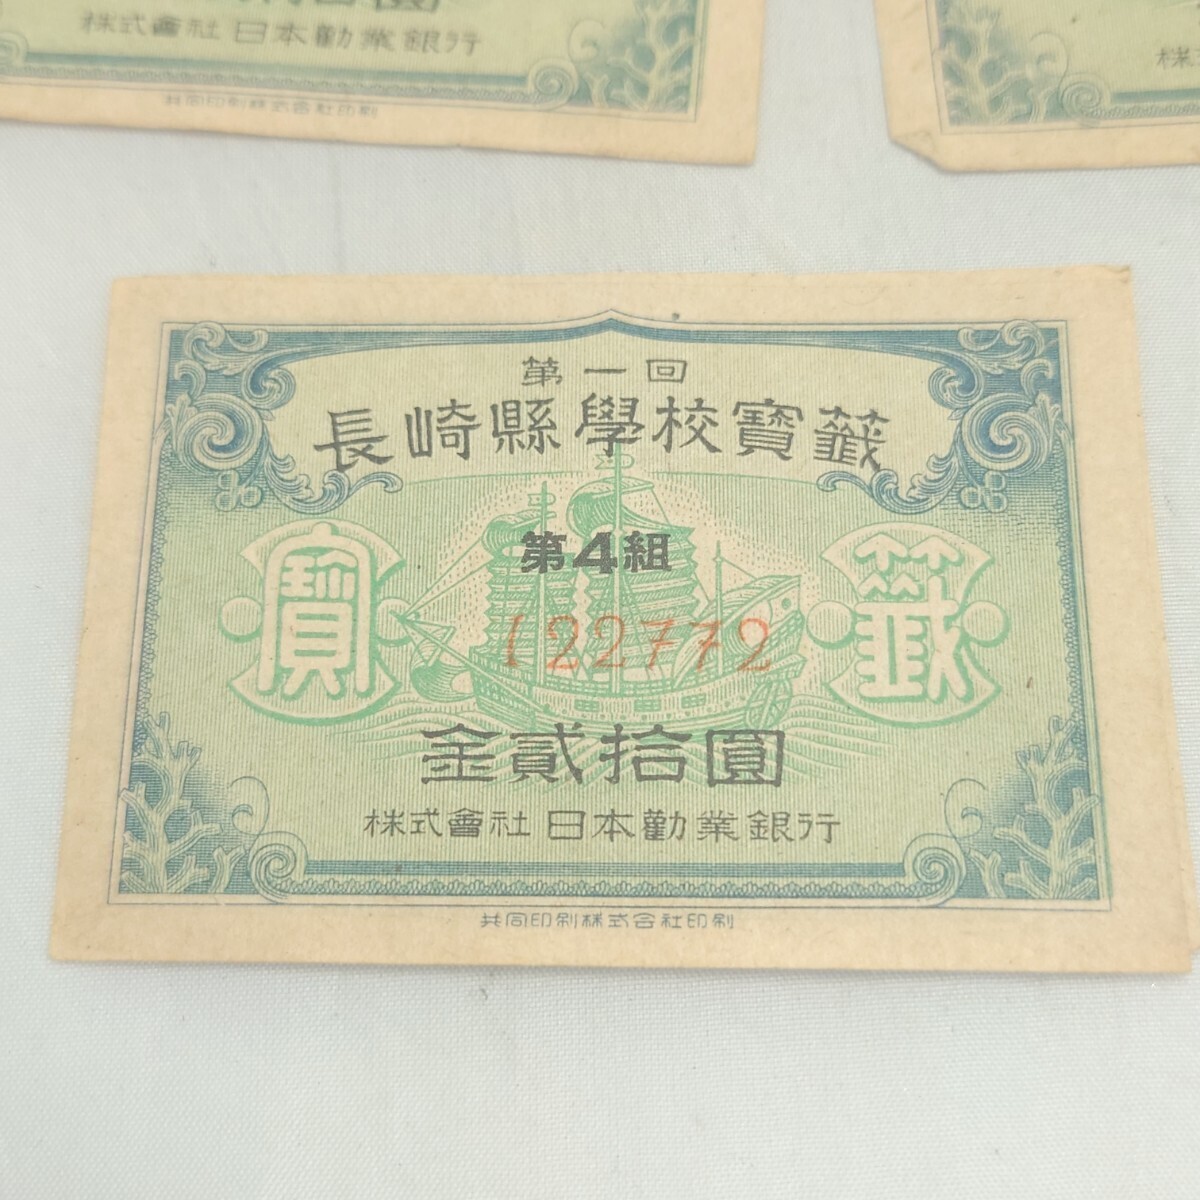 株式會社 日本勸業銀行
共同印刷株式会社印刷
株
第一回
長崎縣學校寶籤
第4組
寶 籤
122772
金貳拾圓
株式會社 日本勸業銀行
共同印刷株式会社印刷